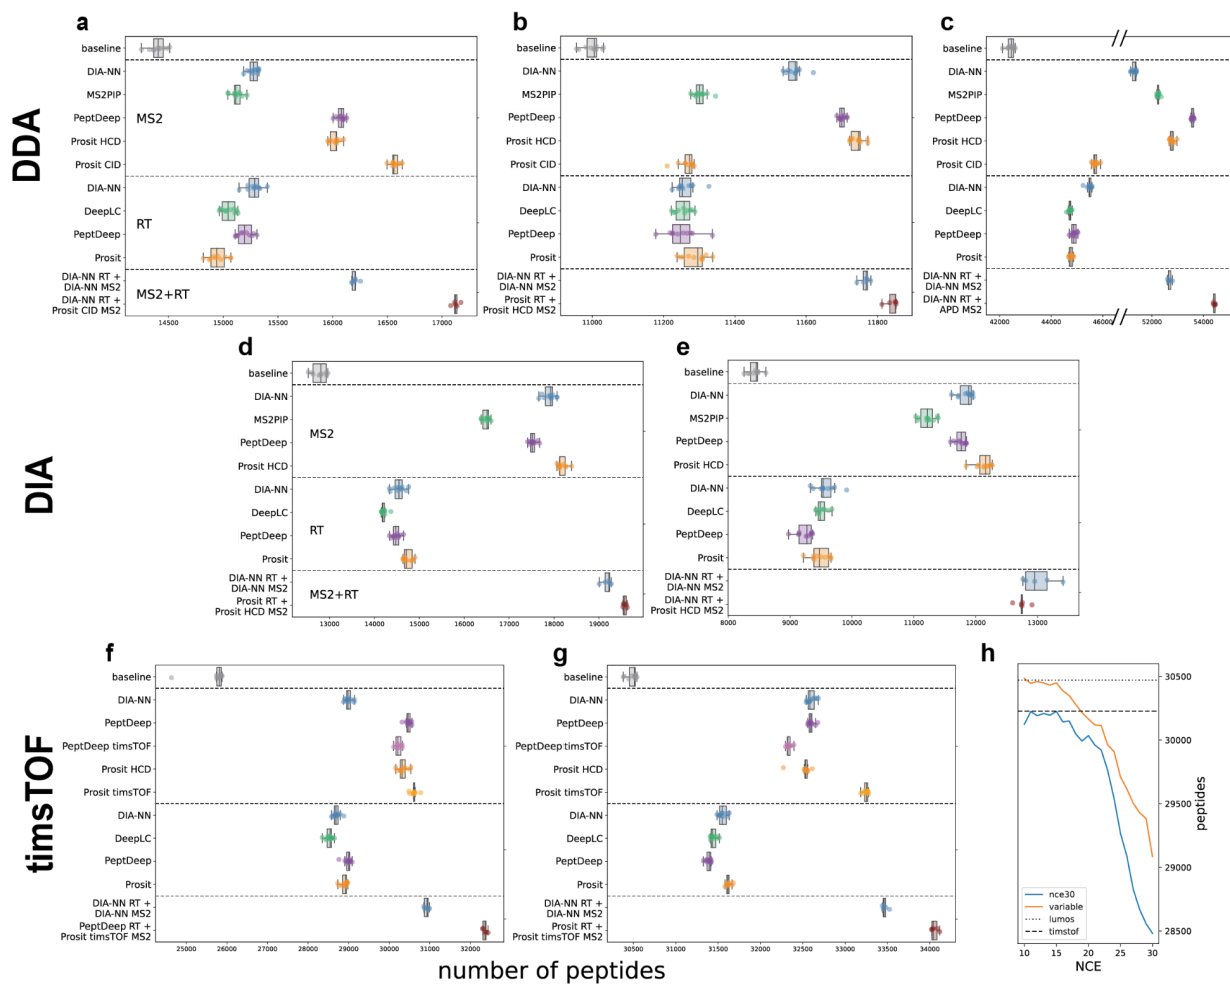 a
DDA
baseline
DIA-NN
MS2PIP
MS2
PeptDeep
Prosit HCD
Prosit CID
DIA-NN
DeepLC
RT
PeptDeep
Prosit
DIA-NN RT +
DIA-NN MS2
MS2+RT
DIA-NN RT +
Prosit CID MS2
14500 15000 15500 16000 16500 17000
b
baseline
DIA-NN
MS2PIP
PeptDeep
Prosit HCD
Prosit CID
DIA-NN
DeepLC
PeptDeep
Prosit
DIA-NN RT +
DIA-NN MS2
Prosit RT +
Prosit HCD MS2
11000 11200 11400 11600 11800
c
baseline
DIA-NN
MS2PIP
PeptDeep
Prosit HCD
Prosit CID
DIA-NN
DeepLC
PeptDeep
Prosit
DIA-NN RT +
DIA-NN MS2
DIA-NN RT +
APD MS2
42000 44000 46000 52000 54000
DIA
d
baseline
DIA-NN
MS2PIP
MS2
PeptDeep
Prosit HCD
DIA-NN
DeepLC
RT
PeptDeep
Prosit
DIA-NN RT +
DIA-NN MS2
MS2+RT
Prosit RT +
Prosit HCD MS2
13000 14000 15000 16000 17000 18000 19000
e
baseline
DIA-NN
MS2PIP
PeptDeep
Prosit HCD
DIA-NN
DeepLC
PeptDeep
Prosit
DIA-NN RT +
DIA-NN MS2
DIA-NN RT +
Prosit HCD MS2
8000 9000 10000 11000 12000 13000
timsTOF
f
baseline
DIA-NN
PeptDeep
PeptDeep timsTOF
Prosit HCD
Prosit timsTOF
DIA-NN
DeepLC
PeptDeep
Prosit
DIA-NN RT +
DIA-NN MS2
PeptDeep RT +
Prosit timsTOF MS2
25000 26000 27000 28000 29000 30000 31000 32000
g
baseline
DIA-NN
PeptDeep
PeptDeep timsTOF
Prosit HCD
Prosit timsTOF
DIA-NN
DeepLC
PeptDeep
Prosit
DIA-NN RT +
DIA-NN MS2
Prosit RT +
Prosit timsTOF MS2
30500 31000 31500 32000 32500 33000 33500 34000
number of peptides
h
30500
30000
29500
29000
28500
peptides
nce30
variable
lumos
timstof
10 15 20 25 30
NCE